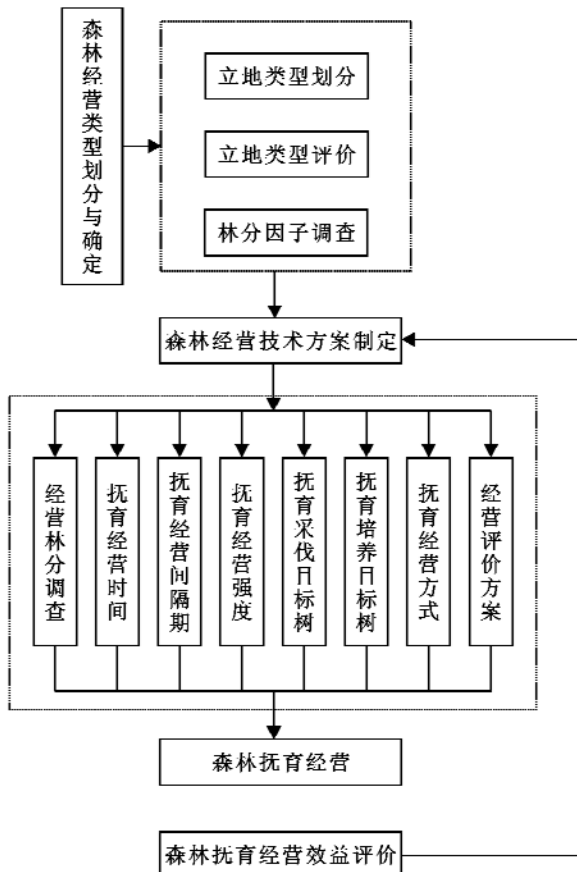 森林经营类型划分与确定
立地类型划分
立地类型评价
林分因子调查
森林经营技术方案制定
经营林分调查
抚育经营时间
抚育经营间隔期
抚育经营强度
抚育采伐目标树
抚育培养目标树
抚育经营方式
经营评价方案
森林抚育经营
森林抚育经营效益评价